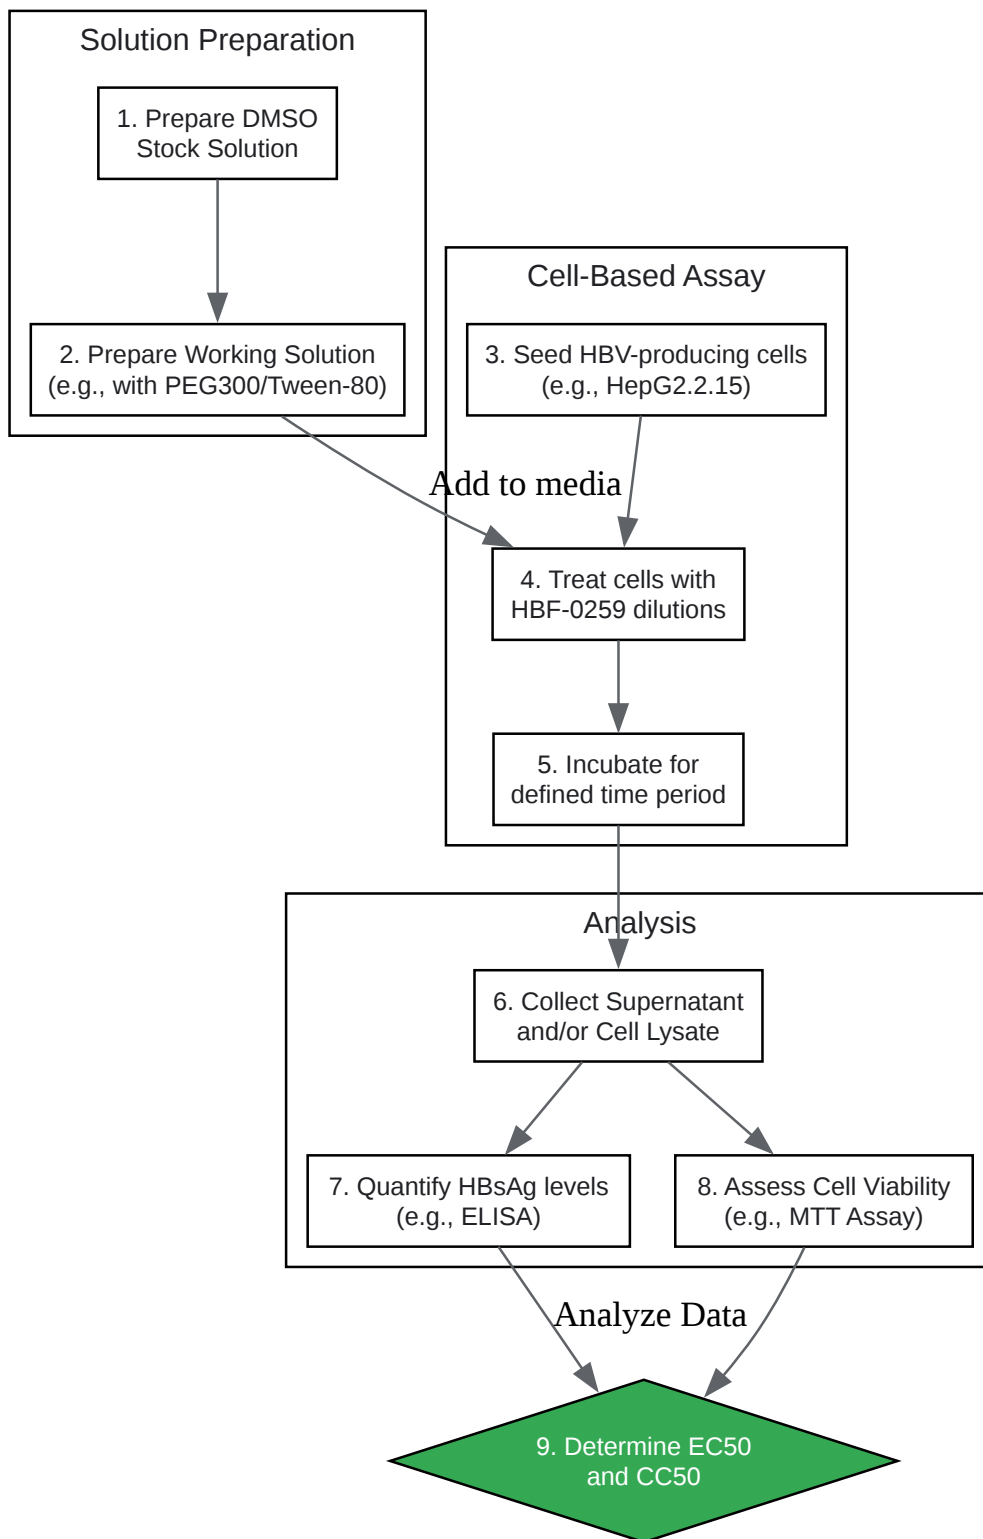 Solution Preparation
1. Prepare DMSO
Stock Solution
2. Prepare Working Solution
(e.g., with PEG300/Tween-80)
Cell-Based Assay
3. Seed HBV-producing cells
(e.g., HepG2.2.15)
Add to media
4. Treat cells with
HBF-0259 dilutions
5. Incubate for
defined time period
Analysis
6. Collect Supernatant
and/or Cell Lysate
7. Quantify HBsAg levels
(e.g., ELISA)
8. Assess Cell Viability
(e.g., MTT Assay)
Analyze Data
9. Determine EC50
and CC50